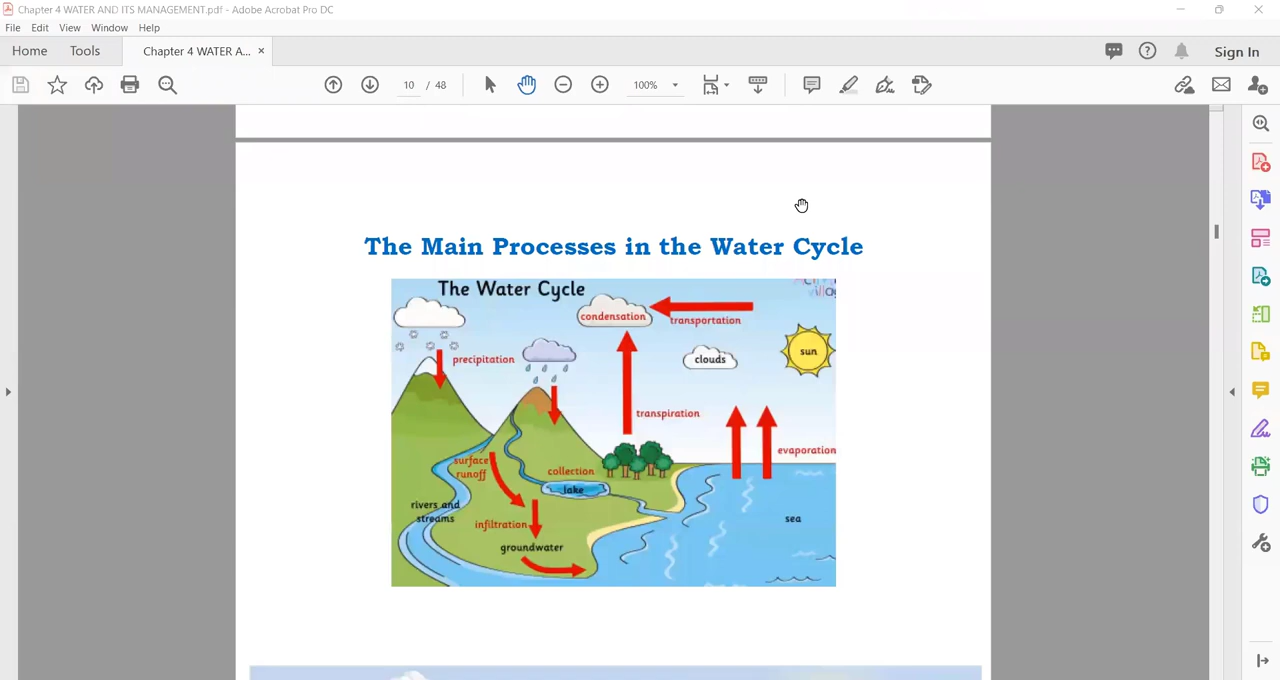 Chapter 4 WATER AND ITS MANAGEMENT.pdf - Adobe Acrobat Pro DC
File Edit View Window Help
Home Tools Chapter 4 WATER A... × Sign In
10 / 48 100%
The Main Processes in the Water Cycle
The Water Cycle
condensation
transportation
sun
precipitation
clouds
transpiration
evaporation
surface
runoff
collection
lake
rivers and
streams
infiltration
sea
groundwater